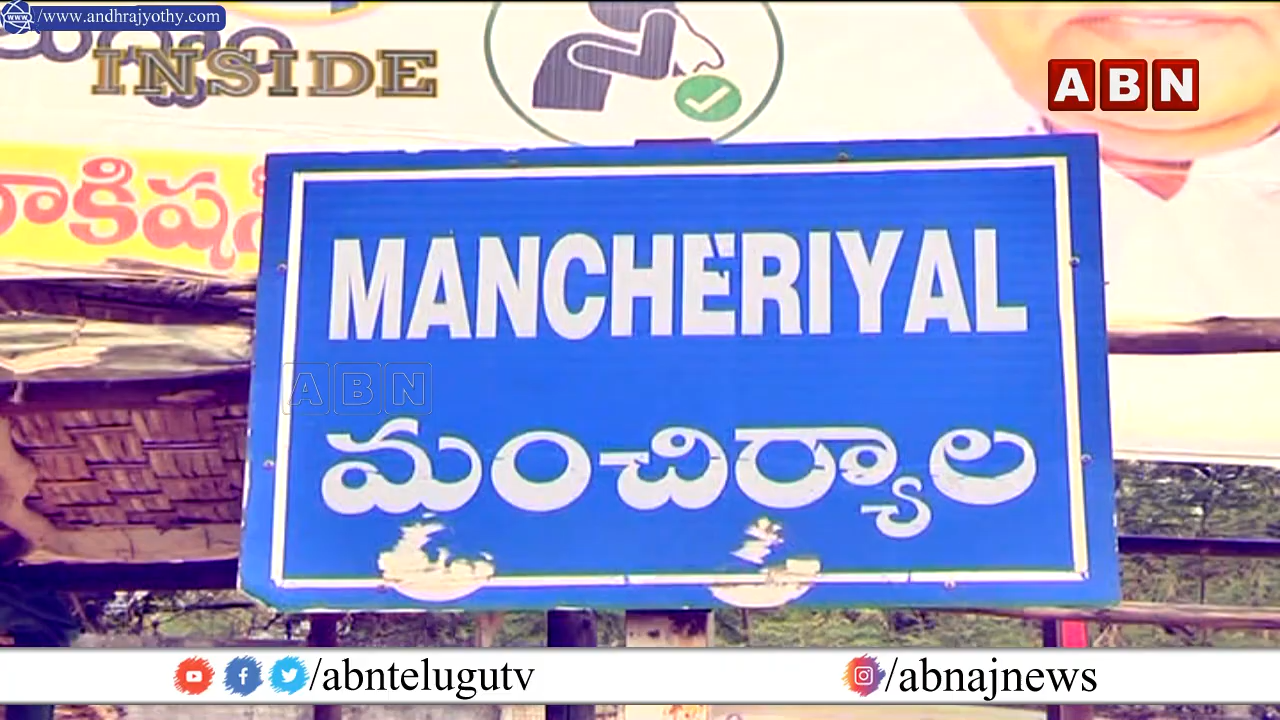 /www.andhrajyothy.com
INSIDE
ABN
MANCHERIYAL
ABN
మంచిర్యాల
/abntelugutv
/abnajnews